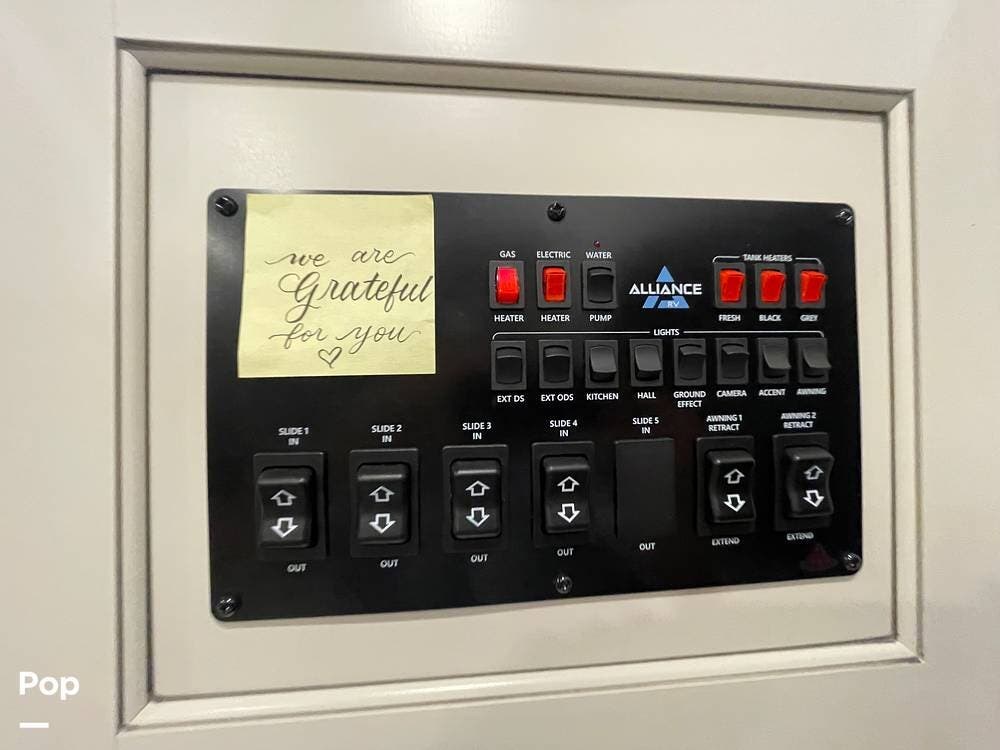 we are
Grateful
for you
GAS ELECTRIC WATER
HEATER HEATER PUMP
ALLIANCE
RV
TANK HEATERS
FRESH BLACK GREY
LIGHTS
EXT DS EXT ODS KITCHEN HALL GROUND EFFECT CAMERA ACCENT AWNING
SLIDE 1 IN
SLIDE 2 IN
SLIDE 3 IN
SLIDE 4 IN
SLIDE 5 IN
AWNING 1 RETRACT
AWNING 2 RETRACT
OUT OUT OUT OUT OUT EXTEND EXTEND
Pop